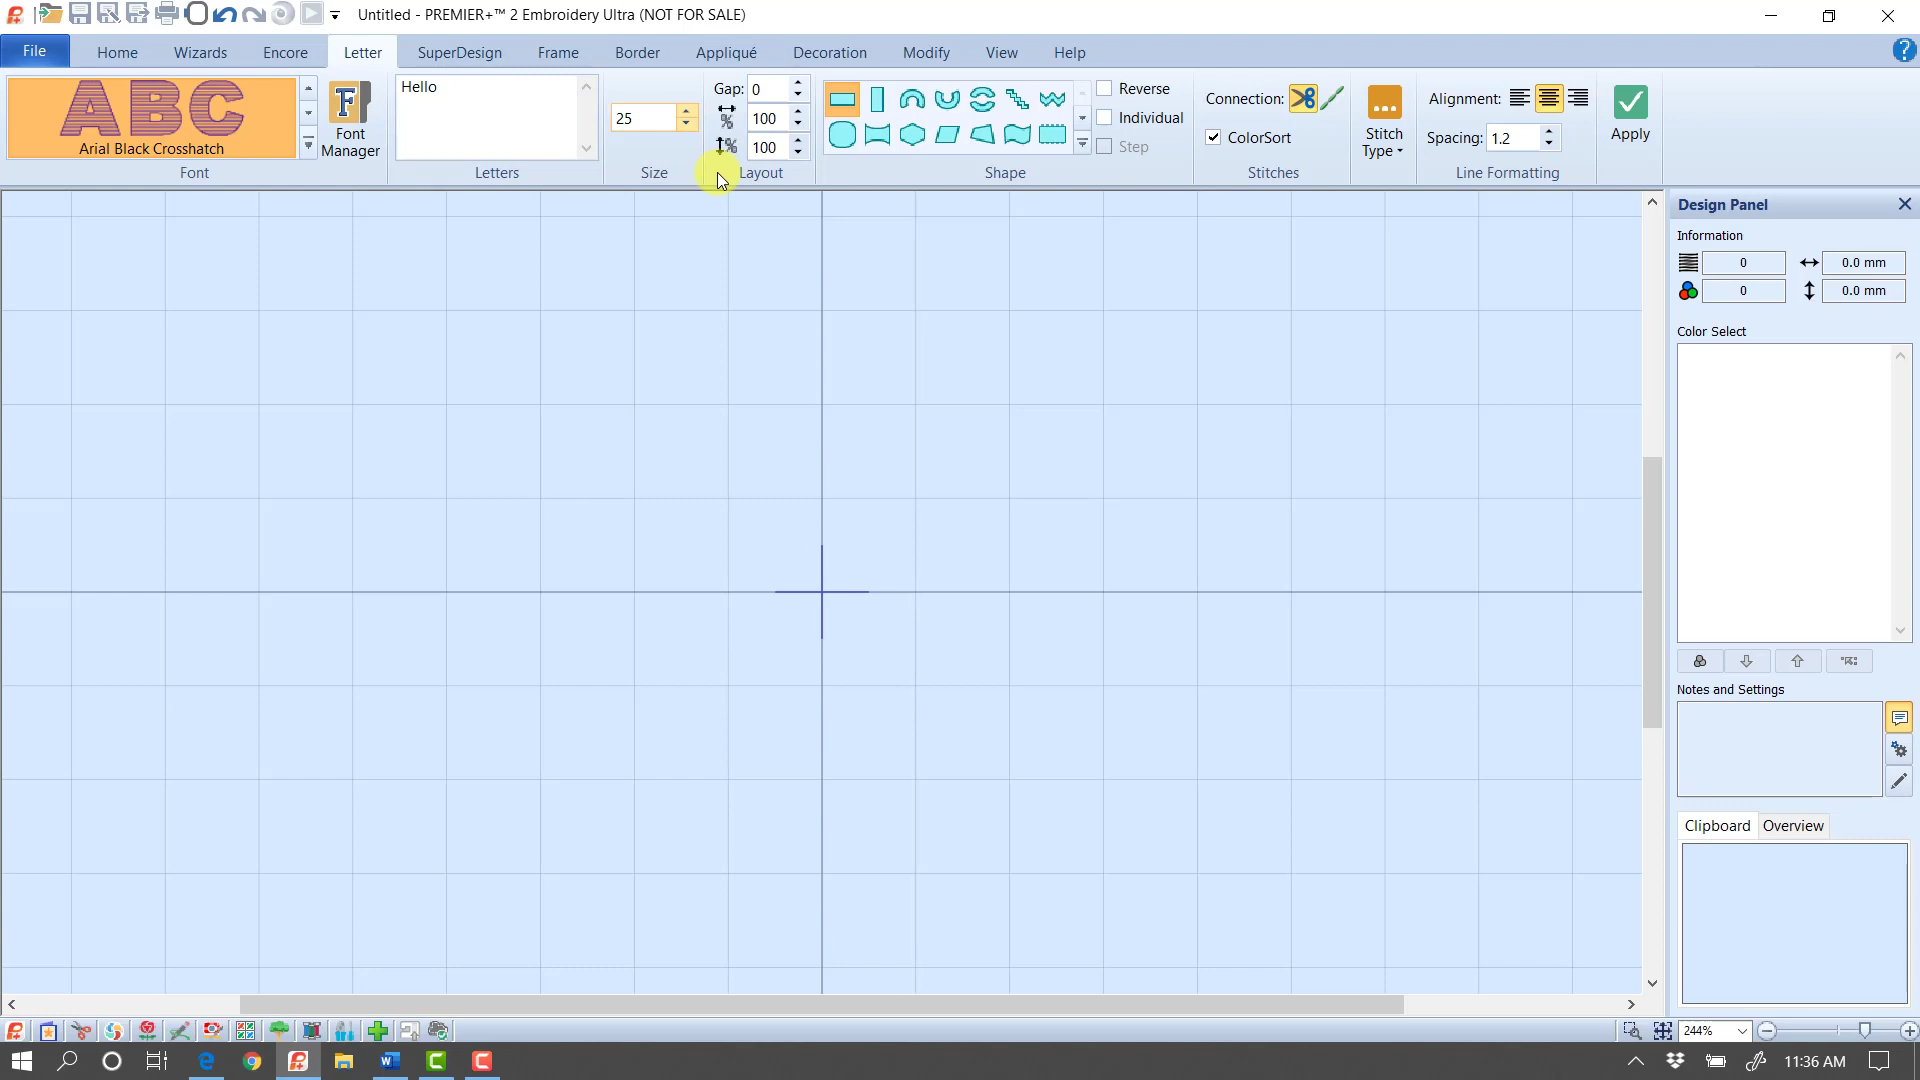 Untitled - PREMIER+™ 2 Embroidery Ultra (NOT FOR SALE)
File Home Wizards Encore Letter SuperDesign Frame Border Appliqué Decoration Modify View Help
ABC
Arial Black Crosshatch
Font Manager
Font
Hello
Letters
25
Size
Gap: 0
% 100
% 100
Layout
Shape
Reverse
Individual
Step
Connection:
ColorSort
Stitches
Stitch Type
Alignment:
Spacing: 1.2
Line Formatting
Apply
Design Panel
Information
0 0.0 mm
0 0.0 mm
Color Select
Notes and Settings
Clipboard Overview
244%
11:36 AM